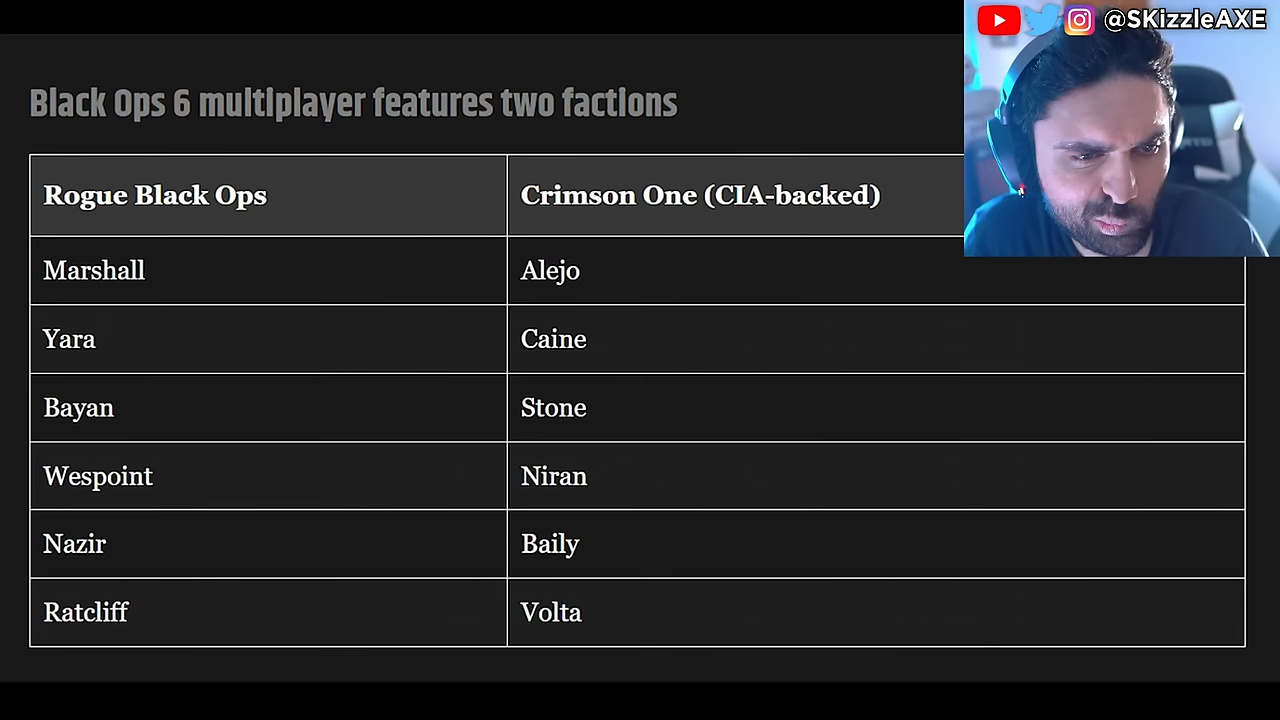 @SKizzleAXE
Black Ops 6 multiplayer features two factions
Rogue Black Ops
Crimson One (CIA-backed)
Marshall
Alejo
Yara
Caine
Bayan
Stone
Wespoint
Niran
Nazir
Baily
Ratcliff
Volta